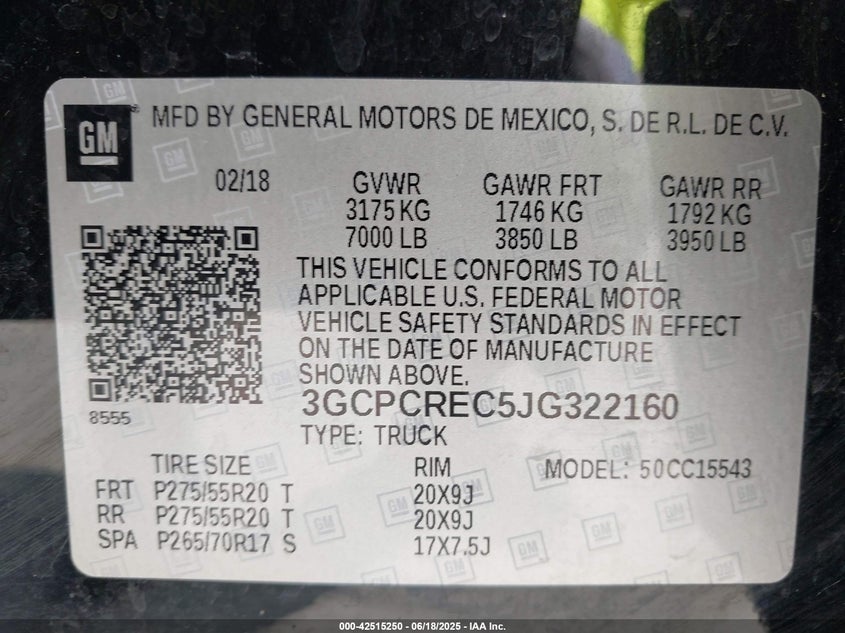 GM ® MFD BY GENERAL MOTORS DE MEXICO, S. DE R.L. DE C.V.
02/18 GVWR GAWR FRT GAWR RR
3175 KG 1746 KG 1792 KG
7000 LB 3850 LB 3950 LB
THIS VEHICLE CONFORMS TO ALL
APPLICABLE U.S. FEDERAL MOTOR
VEHICLE SAFETY STANDARDS IN EFFECT
ON THE DATE OF MANUFACTURE
SHOWN ABOVE.
8555
3GCPCREC5JG322160
TYPE: TRUCK
TIRE SIZE RIM MODEL: 50CC15543
FRT P275/55R20 T 20X9J
RR P275/55R20 T 20X9J
SPA P265/70R17 S 17X7.5J
000-42515250 - 06/18/2025 - IAA Inc.